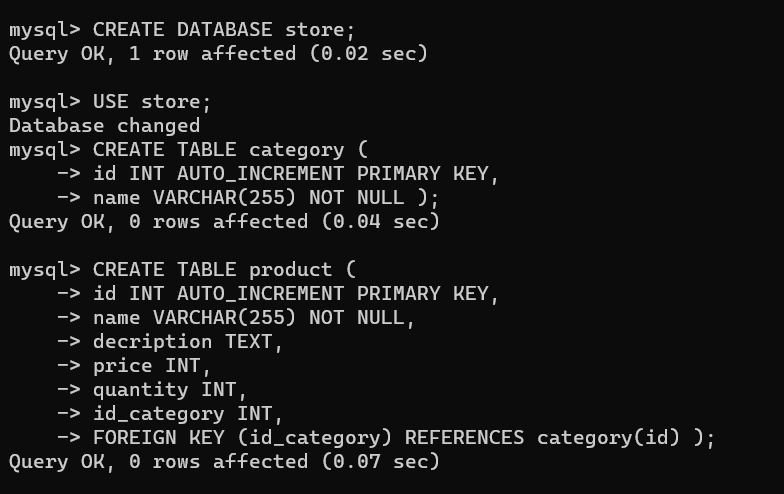 mysql> CREATE DATABASE store;
Query OK, 1 row affected (0.02 sec)
mysql> USE store;
Database changed
mysql> CREATE TABLE category (
    -> id INT AUTO_INCREMENT PRIMARY KEY,
    -> name VARCHAR(255) NOT NULL );
Query OK, 0 rows affected (0.04 sec)
mysql> CREATE TABLE product (
    -> id INT AUTO_INCREMENT PRIMARY KEY,
    -> name VARCHAR(255) NOT NULL,
    -> decription TEXT,
    -> price INT,
    -> quantity INT,
    -> id_category INT,
    -> FOREIGN KEY (id_category) REFERENCES category(id) );
Query OK, 0 rows affected (0.07 sec)